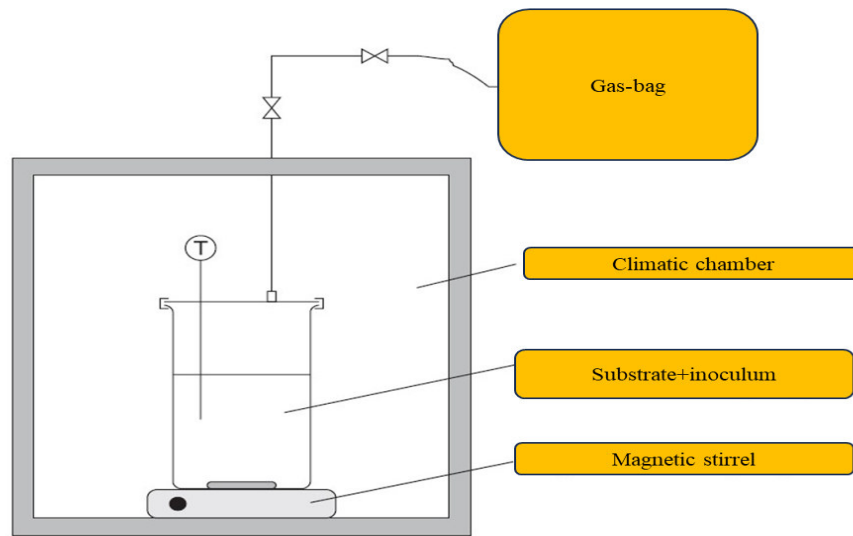 Gas-bag
T
Climatic chamber
Substrate+inoculum
Magnetic stirrel